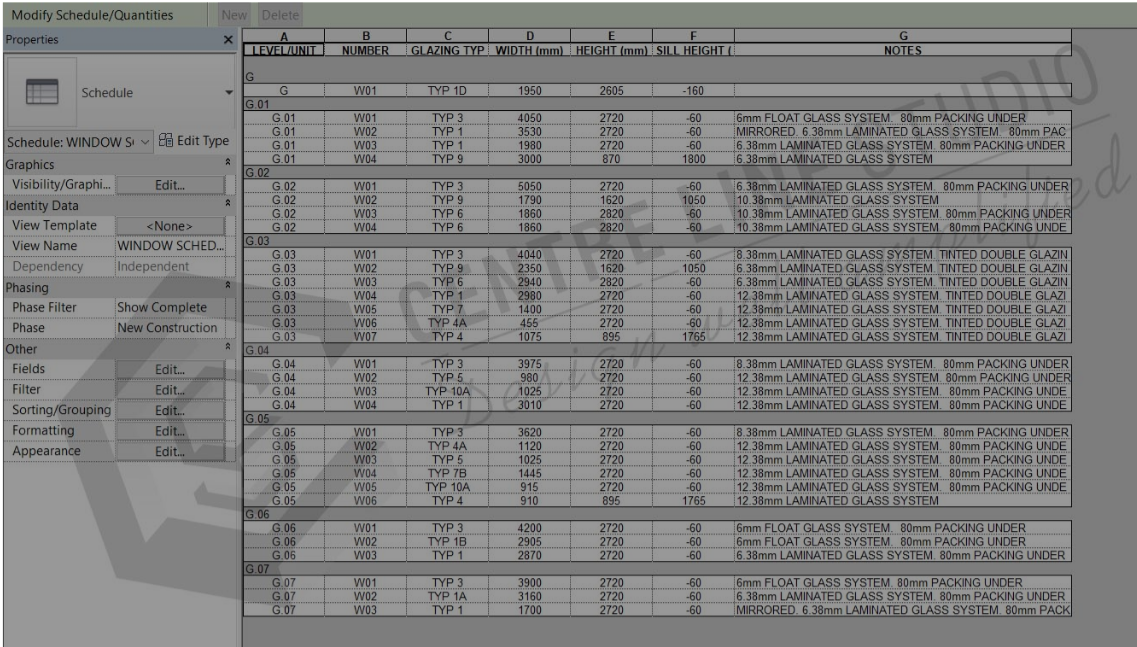 Modify Schedule/Quantities New Delete
Properties
Schedule
Schedule: WINDOW S Edit Type
Graphics
Visibility/Graphi... Edit...
Identity Data
View Template <None>
View Name WINDOW SCHED...
Dependency Independent
Phasing
Phase Filter Show Complete
Phase New Construction
Other
Fields Edit...
Filter Edit...
Sorting/Grouping Edit...
Formatting Edit...
Appearance Edit...
A B C D E F G
LEVEL/UNIT NUMBER GLAZING TYP WIDTH (mm) HEIGHT (mm) SILL HEIGHT ( NOTES
G
G W01 TYP 1D 1950 2605 -160
G.01
G.01 W01 TYP 3 4050 2720 -60 6mm FLOAT GLASS SYSTEM. 80mm PACKING UNDER
G.01 W02 TYP 1 3530 2720 -60 MIRRORED. 6.38mm LAMINATED GLASS SYSTEM. 80mm PAC
G.01 W03 TYP 1 1980 2720 -60 6.38mm LAMINATED GLASS SYSTEM. 80mm PACKING UNDER
G.01 W04 TYP 9 3000 870 1800 6.38mm LAMINATED GLASS SYSTEM
G.02
G.02 W01 TYP 3 5050 2720 -60 6.38mm LAMINATED GLASS SYSTEM. 80mm PACKING UNDER
G.02 W02 TYP 9 1790 1620 1050 10.38mm LAMINATED GLASS SYSTEM
G.02 W03 TYP 6 1860 2820 -60 10.38mm LAMINATED GLASS SYSTEM. 80mm PACKING UNDER
G.02 W04 TYP 6 1860 2820 -60 10.38mm LAMINATED GLASS SYSTEM. 80mm PACKING UNDE
G.03
G.03 W01 TYP 3 4040 2720 -60 8.38mm LAMINATED GLASS SYSTEM. TINTED DOUBLE GLAZIN
G.03 W02 TYP 9 2350 1620 1050 6.38mm LAMINATED GLASS SYSTEM. TINTED DOUBLE GLAZIN
G.03 W03 TYP 6 2940 2820 -60 6.38mm LAMINATED GLASS SYSTEM. TINTED DOUBLE GLAZIN
G.03 W04 TYP 1 2980 2720 -60 12.38mm LAMINATED GLASS SYSTEM. TINTED DOUBLE GLAZI
G.03 W05 TYP 7 1400 2720 -60 12.38mm LAMINATED GLASS SYSTEM. TINTED DOUBLE GLAZI
G.03 W06 TYP 4A 455 2720 -60 12.38mm LAMINATED GLASS SYSTEM. TINTED DOUBLE GLAZI
G.03 W07 TYP 4 1075 895 1765 12.38mm LAMINATED GLASS SYSTEM. TINTED DOUBLE GLAZI
G.04
G.04 W01 TYP 3 3975 2720 -60 8.38mm LAMINATED GLASS SYSTEM. 80mm PACKING UNDER
G.04 W02 TYP 5 980 2720 -60 12.38mm LAMINATED GLASS SYSTEM. 80mm PACKING UNDER
G.04 W03 TYP 10A 1025 2720 -60 12.38mm LAMINATED GLASS SYSTEM. 80mm PACKING UNDE
G.04 W04 TYP 1 3010 2720 -60 12.38mm LAMINATED GLASS SYSTEM. 80mm PACKING UNDE
G.05
G.05 W01 TYP 3 3620 2720 -60 8.38mm LAMINATED GLASS SYSTEM. 80mm PACKING UNDER
G.05 W02 TYP 4A 1120 2720 -60 12.38mm LAMINATED GLASS SYSTEM. 80mm PACKING UNDE
G.05 W03 TYP 5 1025 2720 -60 12.38mm LAMINATED GLASS SYSTEM. 80mm PACKING UNDE
G.05 W04 TYP 7B 1445 2720 -60 12.38mm LAMINATED GLASS SYSTEM. 80mm PACKING UNDE
G.05 W05 TYP 10A 915 2720 -60 12.38mm LAMINATED GLASS SYSTEM. 80mm PACKING UNDE
G.05 W06 TYP 4 910 895 1765 12.38mm LAMINATED GLASS SYSTEM
G.06
G.06 W01 TYP 3 4200 2720 -60 6mm FLOAT GLASS SYSTEM. 80mm PACKING UNDER
G.06 W02 TYP 1B 2905 2720 -60 6mm FLOAT GLASS SYSTEM. 80mm PACKING UNDER
G.06 W03 TYP 1 2870 2720 -60 6.38mm LAMINATED GLASS SYSTEM. 80mm PACKING UNDER
G.07
G.07 W01 TYP 3 3900 2720 -60 6mm FLOAT GLASS SYSTEM. 80mm PACKING UNDER
G.07 W02 TYP 1A 3160 2720 -60 6.38mm LAMINATED GLASS SYSTEM. 80mm PACKING UNDER
G.07 W03 TYP 1 1700 2720 -60 MIRRORED. 6.38mm LAMINATED GLASS SYSTEM. 80mm PACK
CENTRE LINE STUDIO
Design